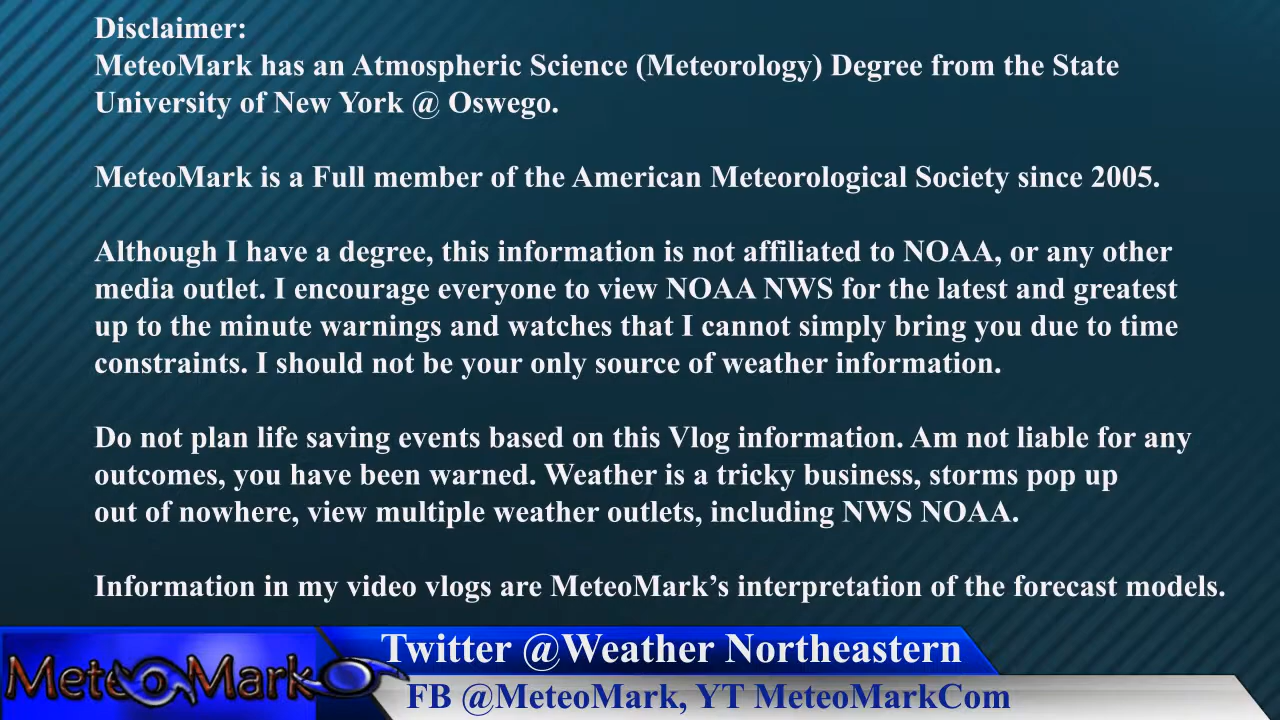 Disclaimer:
MeteoMark has an Atmospheric Science (Meteorology) Degree from the State
University of New York @ Oswego.
MeteoMark is a Full member of the American Meteorological Society since 2005.
Although I have a degree, this information is not affiliated to NOAA, or any other
media outlet. I encourage everyone to view NOAA NWS for the latest and greatest
up to the minute warnings and watches that I cannot simply bring you due to time
constraints. I should not be your only source of weather information.
Do not plan life saving events based on this Vlog information. Am not liable for any
outcomes, you have been warned. Weather is a tricky business, storms pop up
out of nowhere, view multiple weather outlets, including NWS NOAA.
Information in my video vlogs are MeteoMark’s interpretation of the forecast models.
Twitter @Weather Northeastern
MeteoMark
FB @MeteoMark, YT MeteoMarkCom